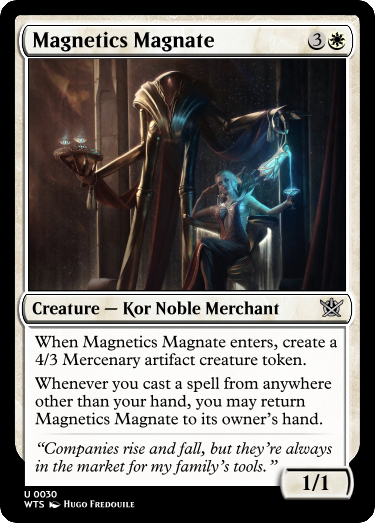 Magnetics Magnate 3
Creature — Kor Noble Merchant
When Magnetics Magnate enters, create a
4/3 Mercenary artifact creature token.
Whenever you cast a spell from anywhere
other than your hand, you may return
Magnetics Magnate to its owner's hand.
“Companies rise and fall, but they're always
in the market for my family's tools.”
1/1
U 0030
WTS HUGO FREDOUILE